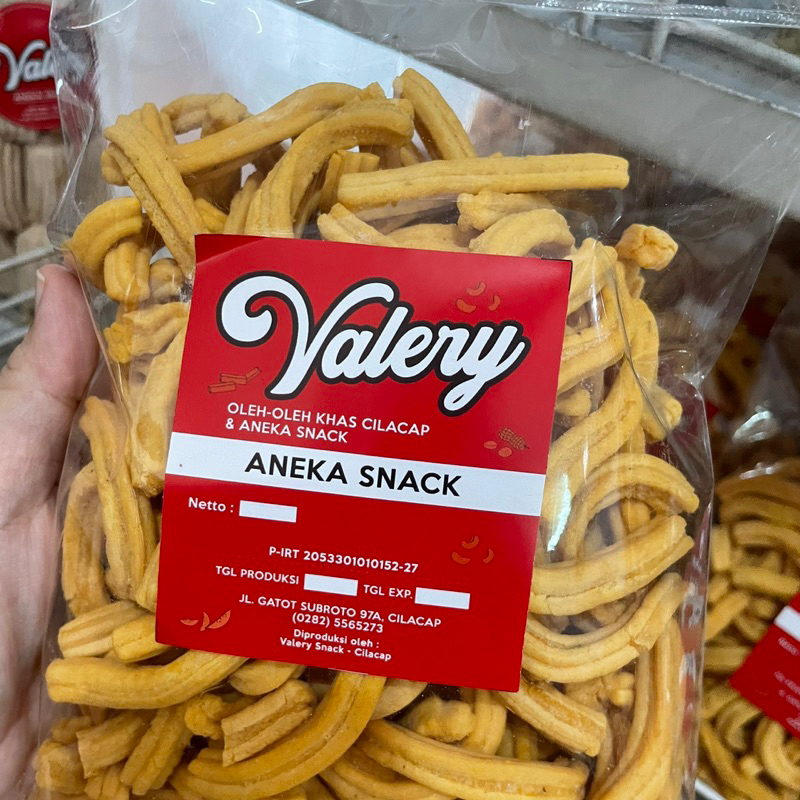 Valery
OLEH-OLEH KHAS CILACAP
& ANEKA SNACK
ANEKA SNACK
Netto :
P-IRT 2053301010152-27
TGL PRODUKSI TGL EXP.
JL. GATOT SUBROTO 97A, CILACAP
(0282) 5565273
Diproduksi oleh :
Valery Snack - Cilacap